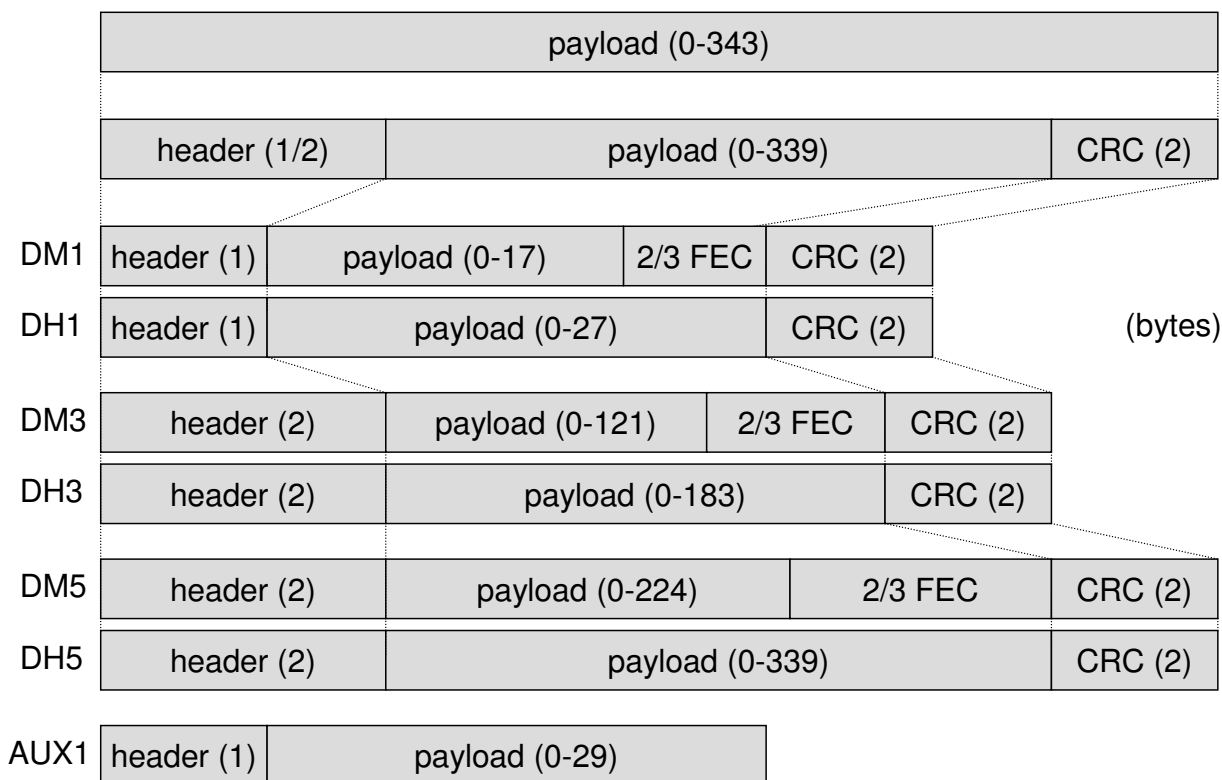 payload (0-343)
header (1/2) payload (0-339) CRC (2)
DM1 header (1) payload (0-17) 2/3 FEC CRC (2)
DH1 header (1) payload (0-27) CRC (2) (bytes)
DM3 header (2) payload (0-121) 2/3 FEC CRC (2)
DH3 header (2) payload (0-183) CRC (2)
DM5 header (2) payload (0-224) 2/3 FEC CRC (2)
DH5 header (2) payload (0-339) CRC (2)
AUX1 header (1) payload (0-29)